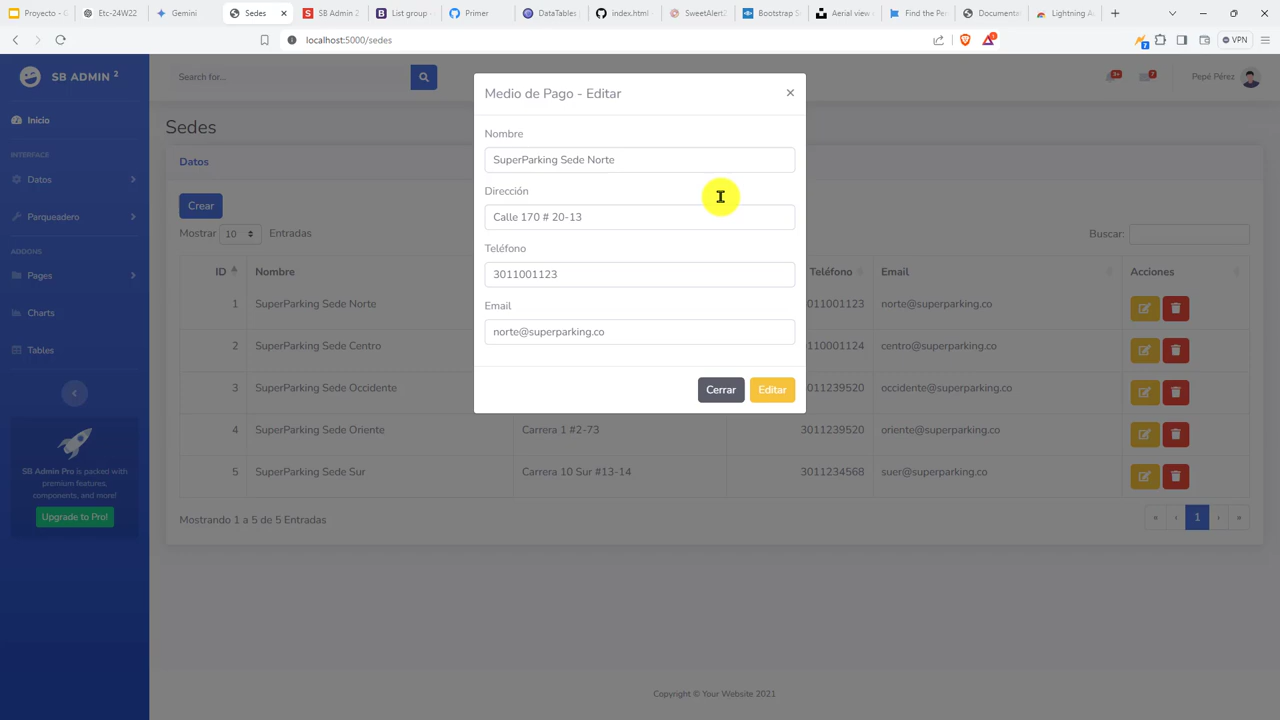 Proyecto - G
Etc-24W22
Gemini
Sedes
SB Admin 2
List group
Primer
DataTables
index.html
SweetAlert2
Bootstrap S
Aerial view
Find the Per
Documenta
Lightning A
localhost:5000/sedes
VPN
SB ADMIN 2
Search for...
3+
7
Pepé Pérez
Inicio
INTERFACE
Datos
Parqueadero
ADDONS
Pages
Charts
Tables
SB Admin Pro is packed with
premium features,
components, and more!
Upgrade to Pro!
Sedes
Datos
Crear
Mostrar 10 Entradas
Buscar:
ID Nombre Teléfono Email Acciones
1 SuperParking Sede Norte 3011001123 norte@superparking.co
2 SuperParking Sede Centro 110001124 centro@superparking.co
3 SuperParking Sede Occidente 3011239520 occidente@superparking.co
4 SuperParking Sede Oriente Carrera 1 #2-73 3011239520 oriente@superparking.co
5 SuperParking Sede Sur Carrera 10 Sur #13-14 3011234568 suer@superparking.co
Mostrando 1 a 5 de 5 Entradas
« ‹ 1 › »
Medio de Pago - Editar
×
Nombre
SuperParking Sede Norte
Dirección
Calle 170 # 20-13
Teléfono
3011001123
Email
norte@superparking.co
Cerrar Editar
Copyright © Your Website 2021